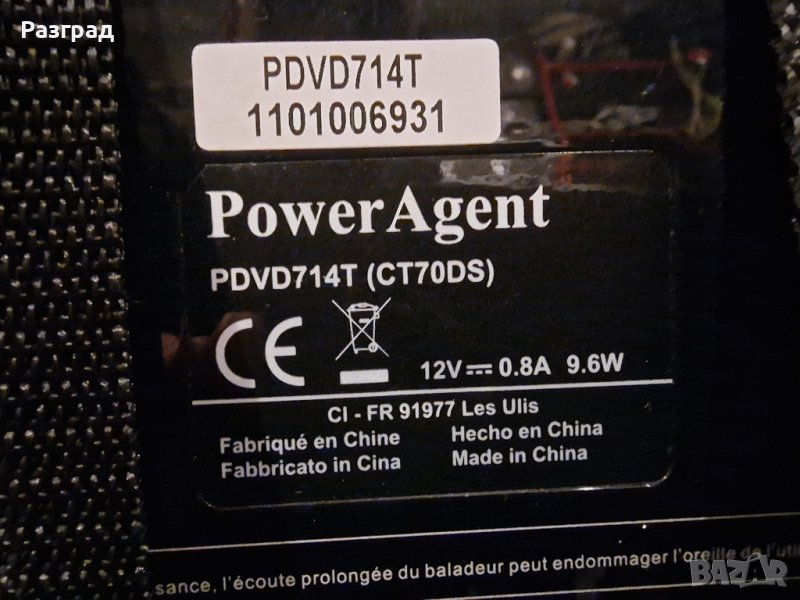 Разград
PDVD714T
1101006931
PowerAgent
PDVD714T (CT70DS)
CE
12V 0.8A 9.6W
CI - FR 91977 Les Ulis
Fabriqué en Chine Hecho en China
Fabbricato in Cina Made in China
sance, l'écoute prolongée du baladeur peut endommager l'oreille de l'util
BAZAR